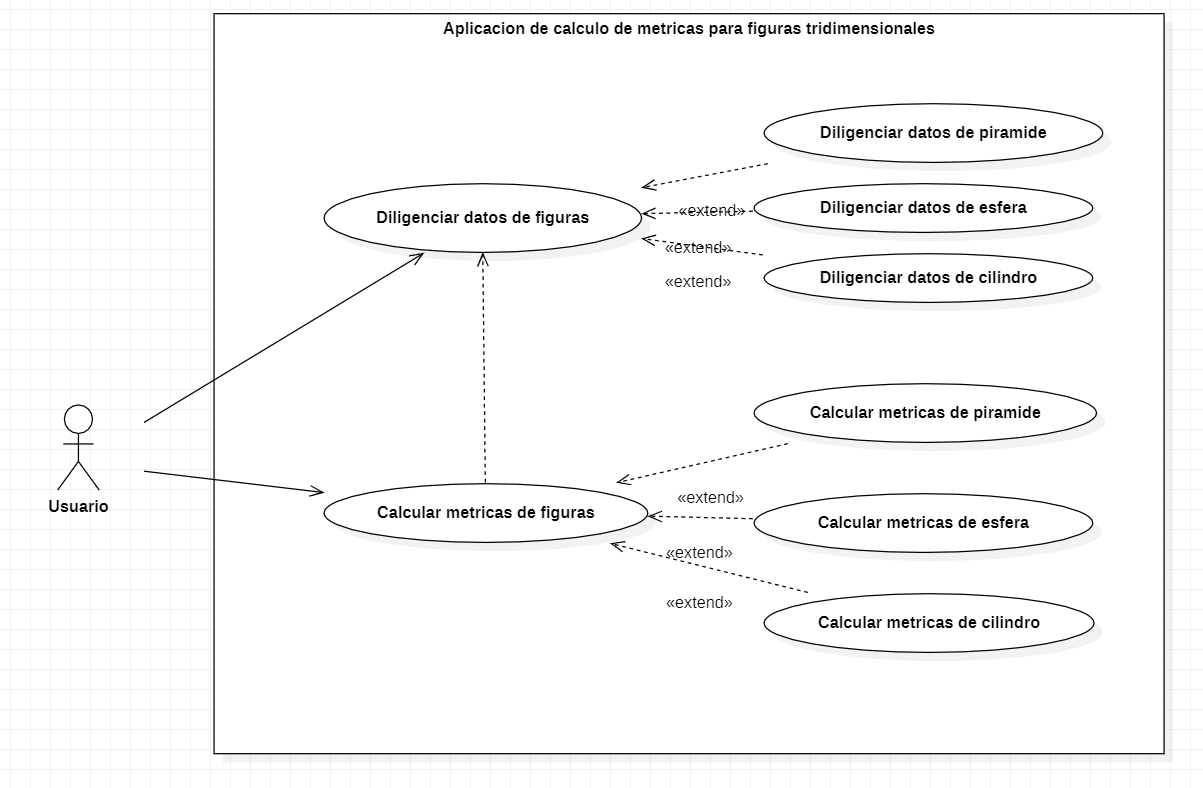 Aplicacion de calculo de metricas para figuras tridimensionales
Diligenciar datos de piramide
Diligenciar datos de figuras
«extend»
Diligenciar datos de esfera
«extend»
«extend»
Diligenciar datos de cilindro
Calcular metricas de piramide
Usuario
Calcular metricas de figuras
«extend»
Calcular metricas de esfera
«extend»
«extend»
Calcular metricas de cilindro